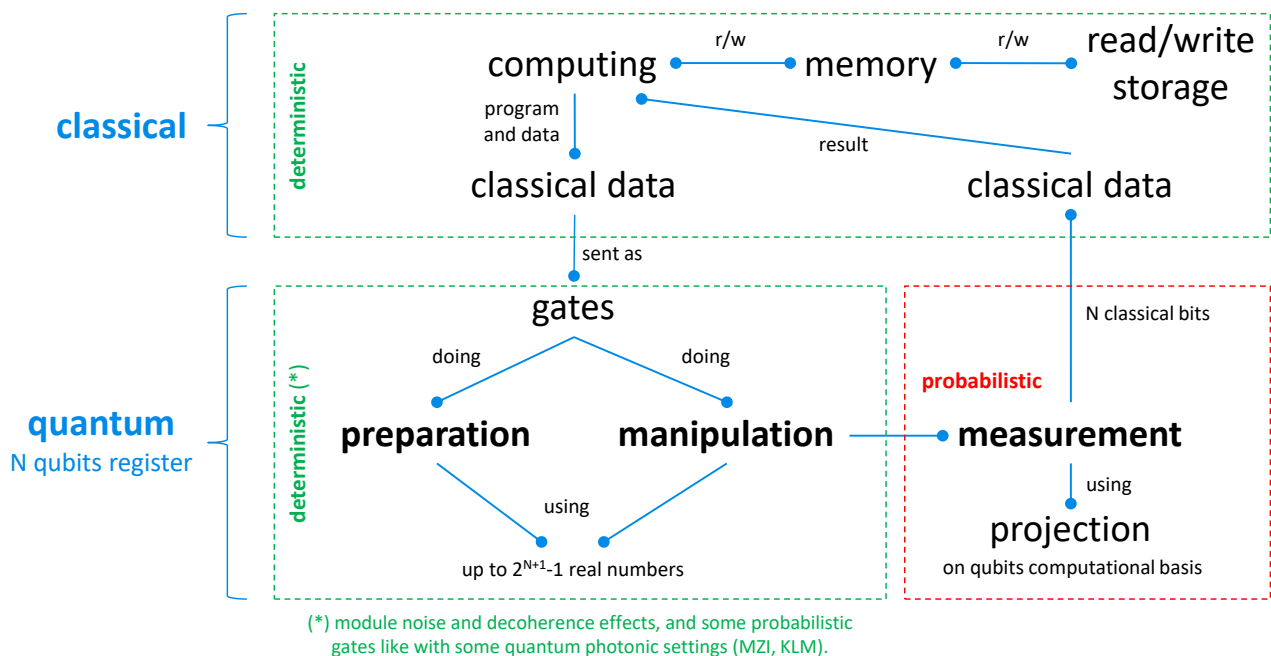 classical
deterministic
computing
r/w
memory
r/w
read/write
storage
program
and data
result
classical data
classical data
sent as
quantum
N qubits register
deterministic (*)
gates
doing
doing
preparation
manipulation
using
up to 2^{N+1}-1 real numbers
N classical bits
probabilistic
measurement
using
projection
on qubits computational basis
(*) module noise and decoherence effects, and some probabilistic
gates like with some quantum photonic settings (MZI, KLM).